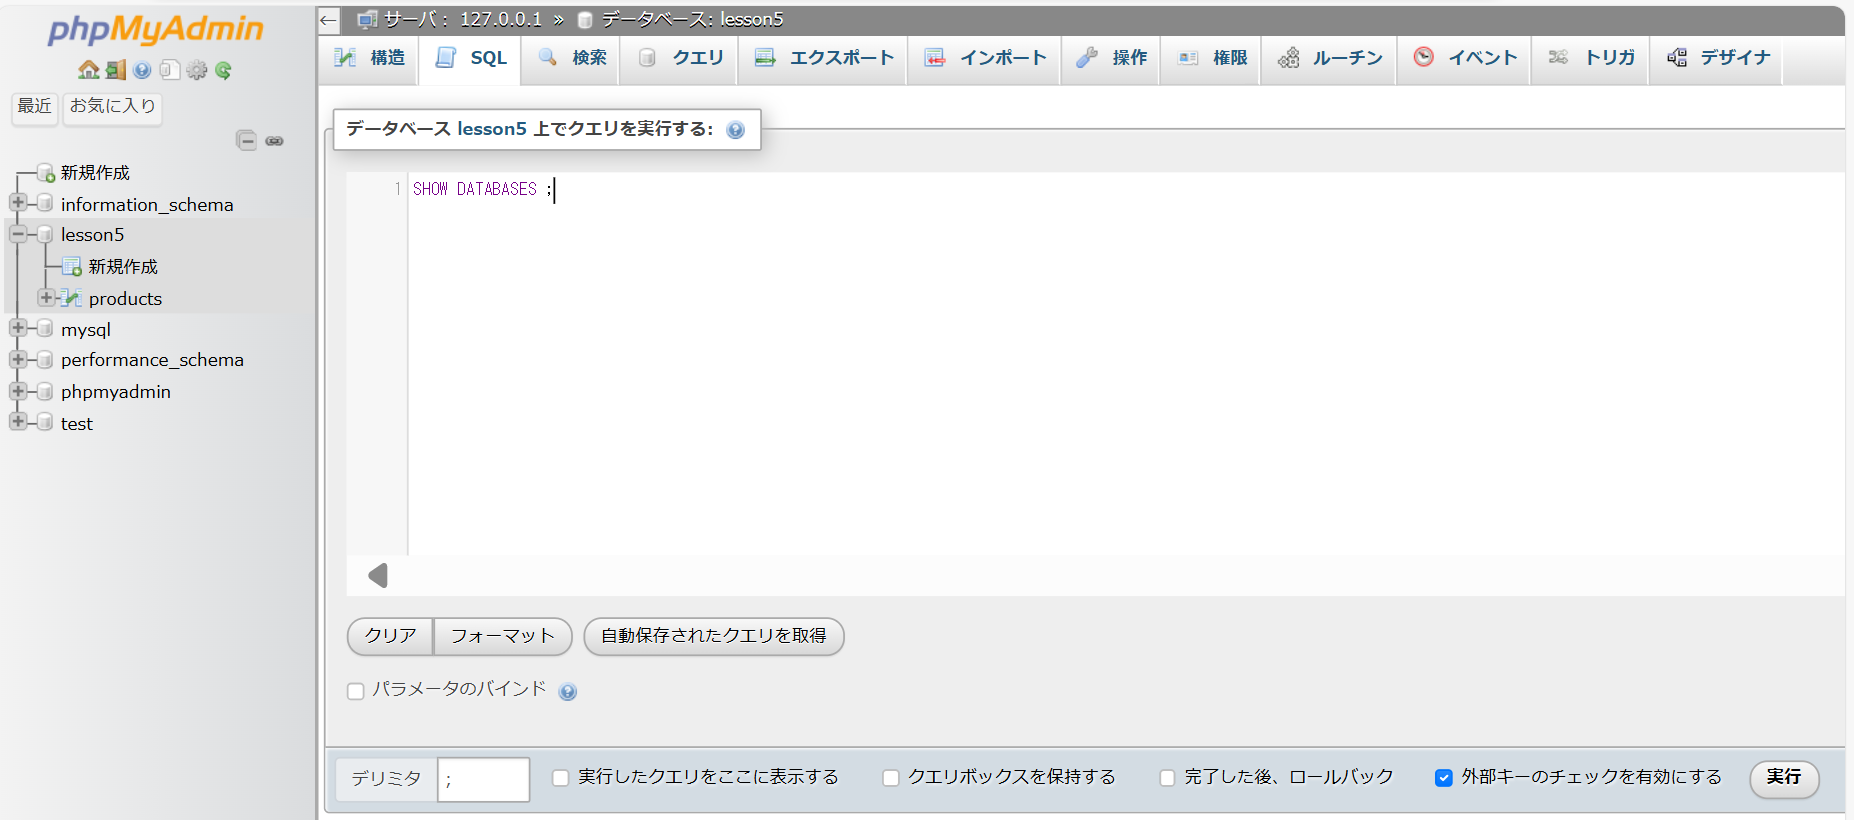 phpMyAdmin
最近 お気に入り
新規作成
information_schema
lesson5
新規作成
products
mysql
performance_schema
phpmyadmin
test
← サーバ: 127.0.0.1 » データベース: lesson5
構造 SQL 検索 クエリ エクスポート インポート 操作 権限 ルーチン イベント トリガ デザイナ
データベース lesson5 上でクエリを実行する:
1 SHOW DATABASES ;
クリア フォーマット 自動保存されたクエリを取得
パラメータのバインド
デリミタ ; 実行したクエリをここに表示する クエリボックスを保持する 完了した後、ロールバック 外部キーのチェックを有効にする 実行